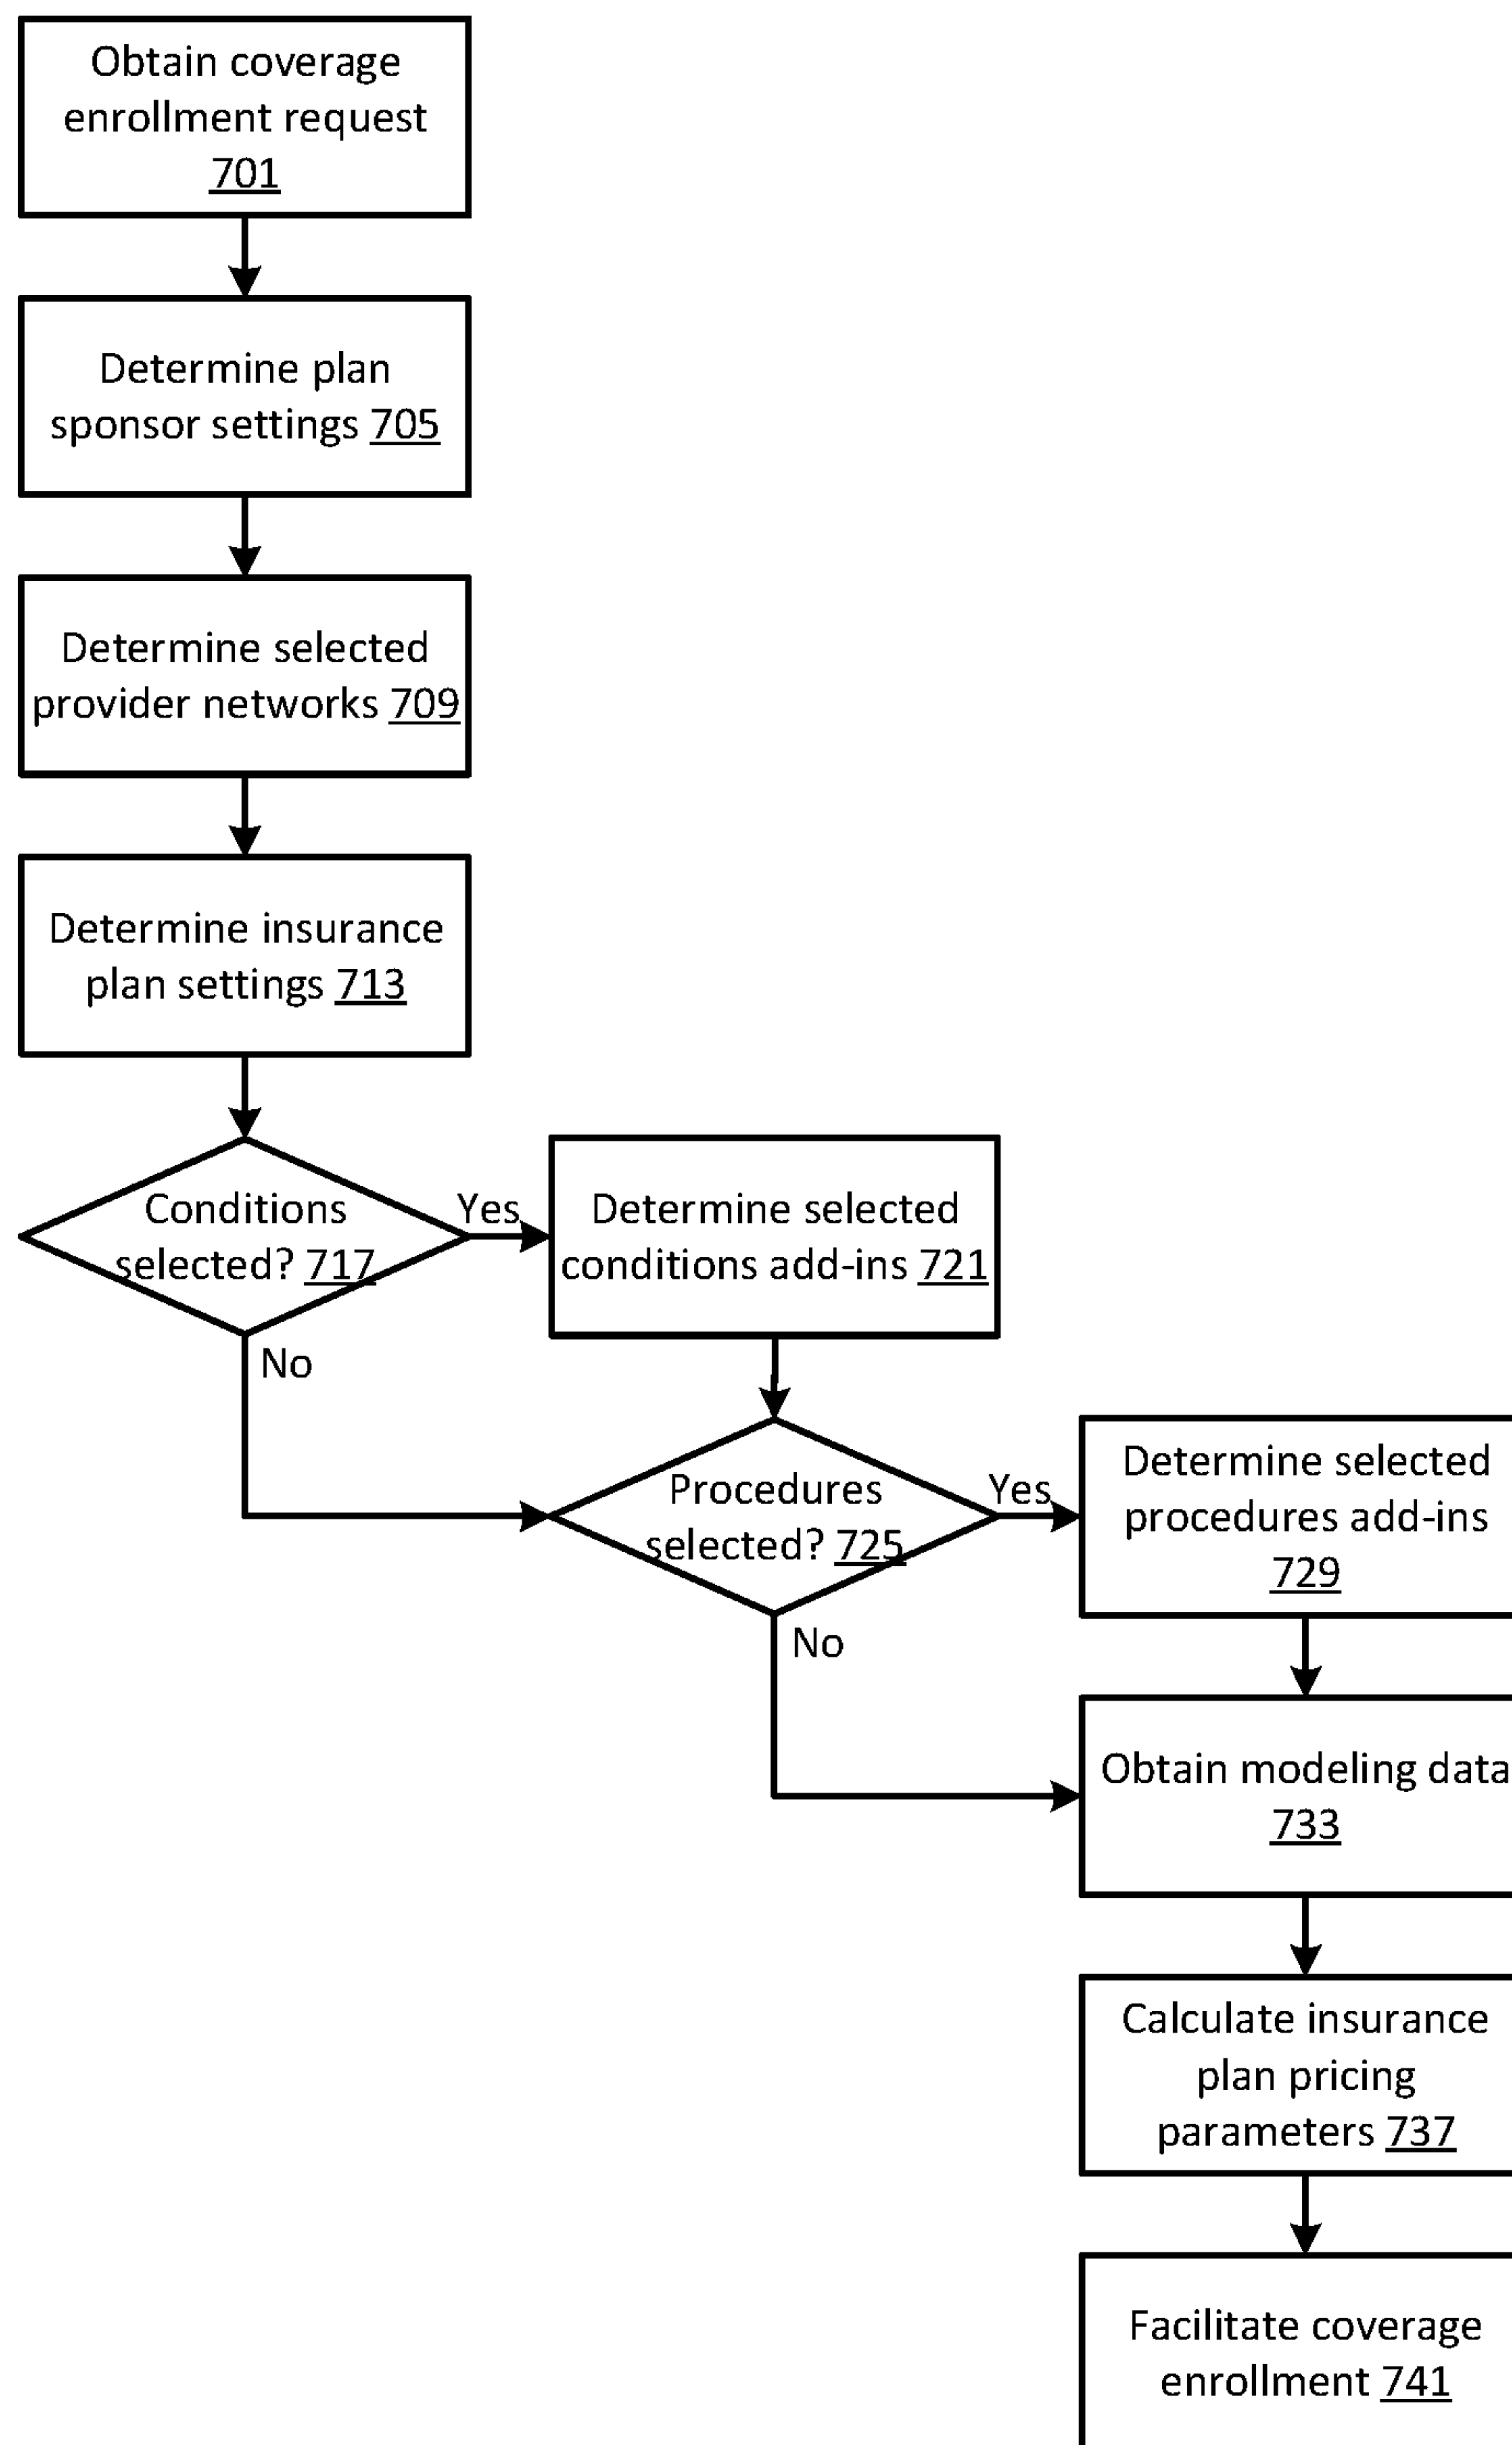 Obtain coverage
enrollment request
701
Determine plan
sponsor settings 705
Determine selected
provider networks 709
Determine insurance
plan settings 713
Conditions
selected? 717
Yes
No
Determine selected
conditions add-ins 721
Procedures
selected? 725
Yes
No
Determine selected
procedures add-ins
729
Obtain modeling data
733
Calculate insurance
plan pricing
parameters 737
Facilitate coverage
enrollment 741